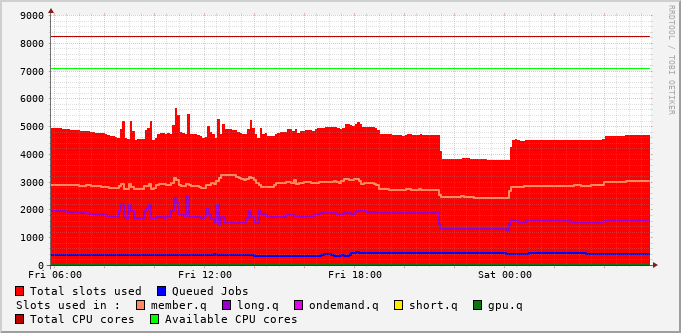 RRDTOOL / TOBI OETIKER
9000
8000
7000
6000
5000
4000
3000
2000
1000
0
Fri 06:00 Fri 12:00 Fri 18:00 Sat 00:00
Total slots used Queued Jobs
Slots used in : member.q long.q ondemand.q short.q gpu.q
Total CPU cores Available CPU cores